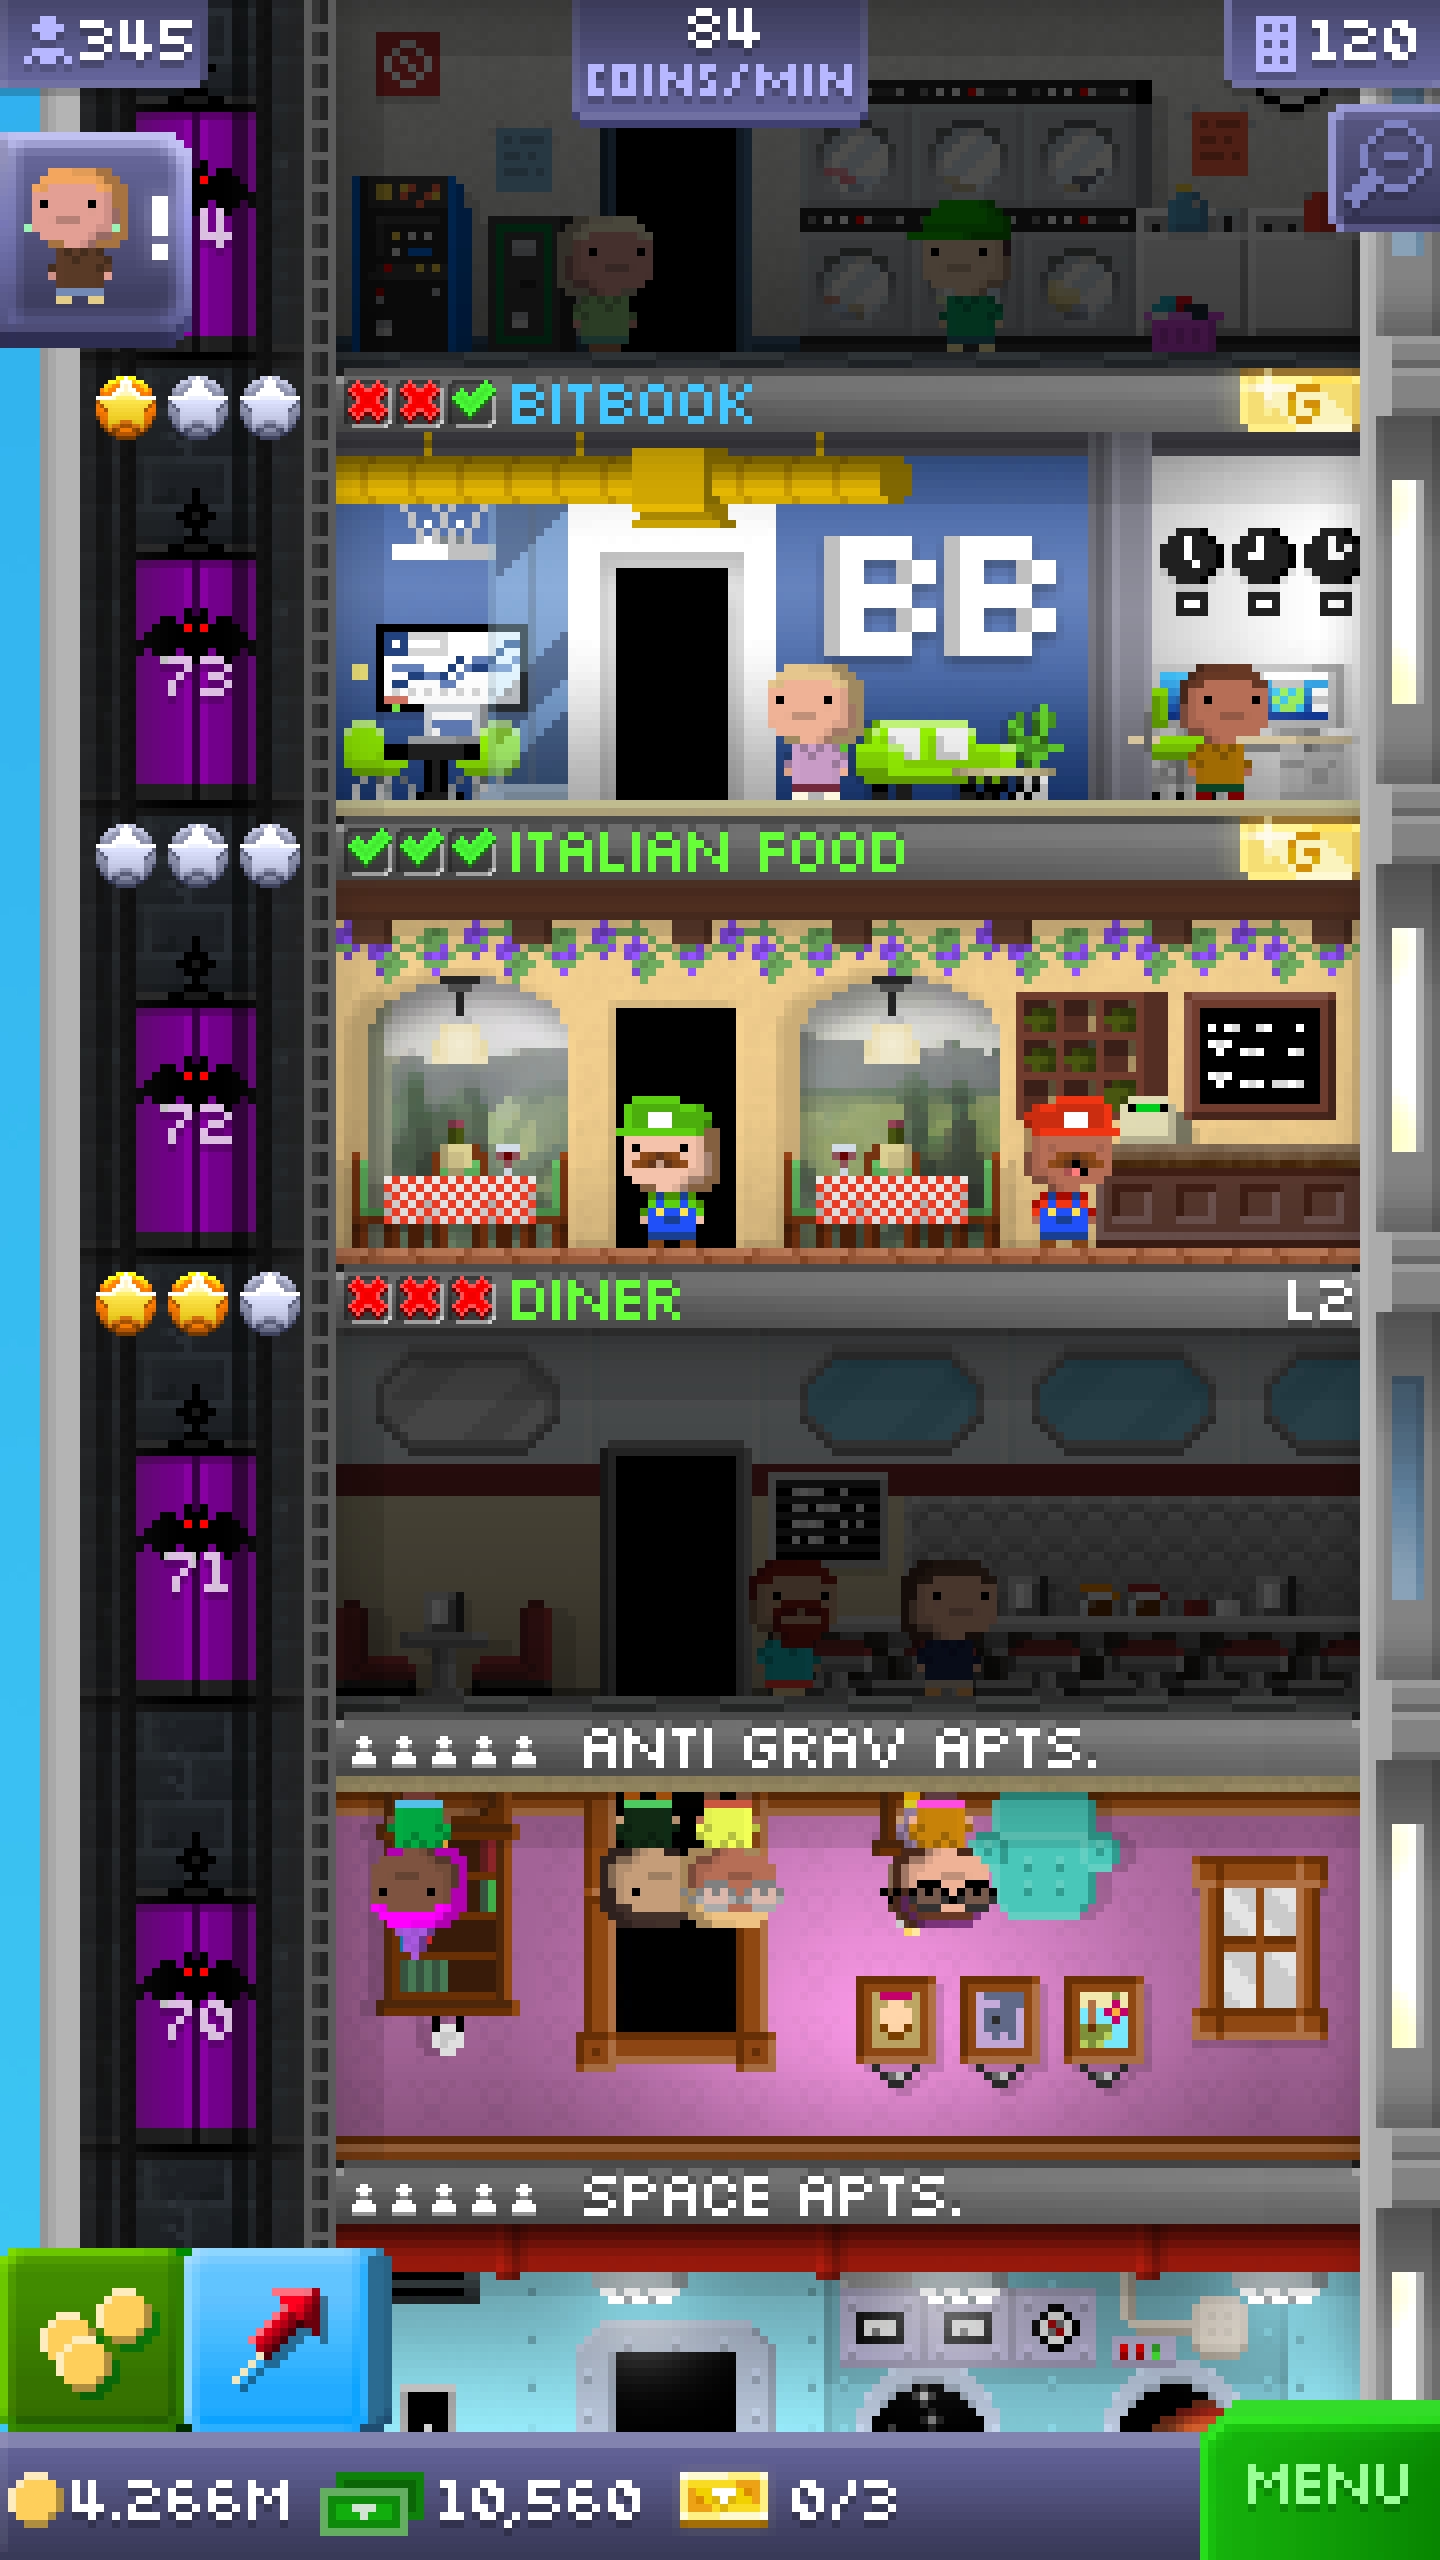 345
84
COINS/MIN
120
!
4
BITBOOK
G
BB
73
ITALIAN FOOD
G
72
DINER
L2
71
ANTI GRAV APTS.
70
SPACE APTS.
4.266M
10,560
0/3
MENU